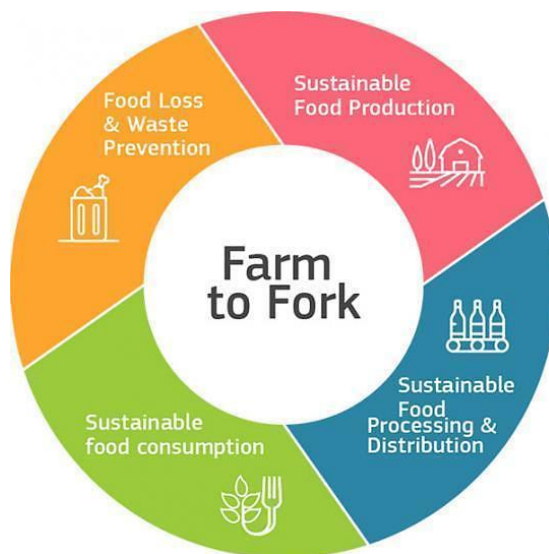 Farm
to Fork
Sustainable
Food Production
Sustainable
Food
Processing &
Distribution
Sustainable
food consumption
Food Loss
& Waste
Prevention